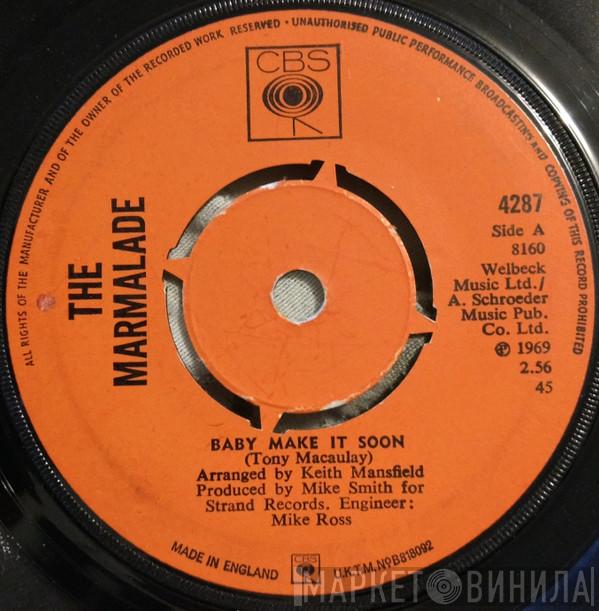 ALL RIGHTS OF THE MANUFACTURER AND OF THE OWNER OF THE RECORDED WORK RESERVED • UNAUTHORISED PUBLIC PERFORMANCE BROADCASTING AND COPYING OF THIS RECORD PROHIBITED
CBS
THE
MARMALADE
4287
Side A
8160
Welbeck
Music Ltd./
A. Schroeder
Music Pub.
Co. Ltd.
℗ 1969
2.56
45
BABY MAKE IT SOON
(Tony Macaulay)
Arranged by Keith Mansfield
Produced by Mike Smith for
Strand Records. Engineer:
Mike Ross
MADE IN ENGLAND
CBS
U.K.T.M.NoB818092
МАРКЕТ ВИНИЛА